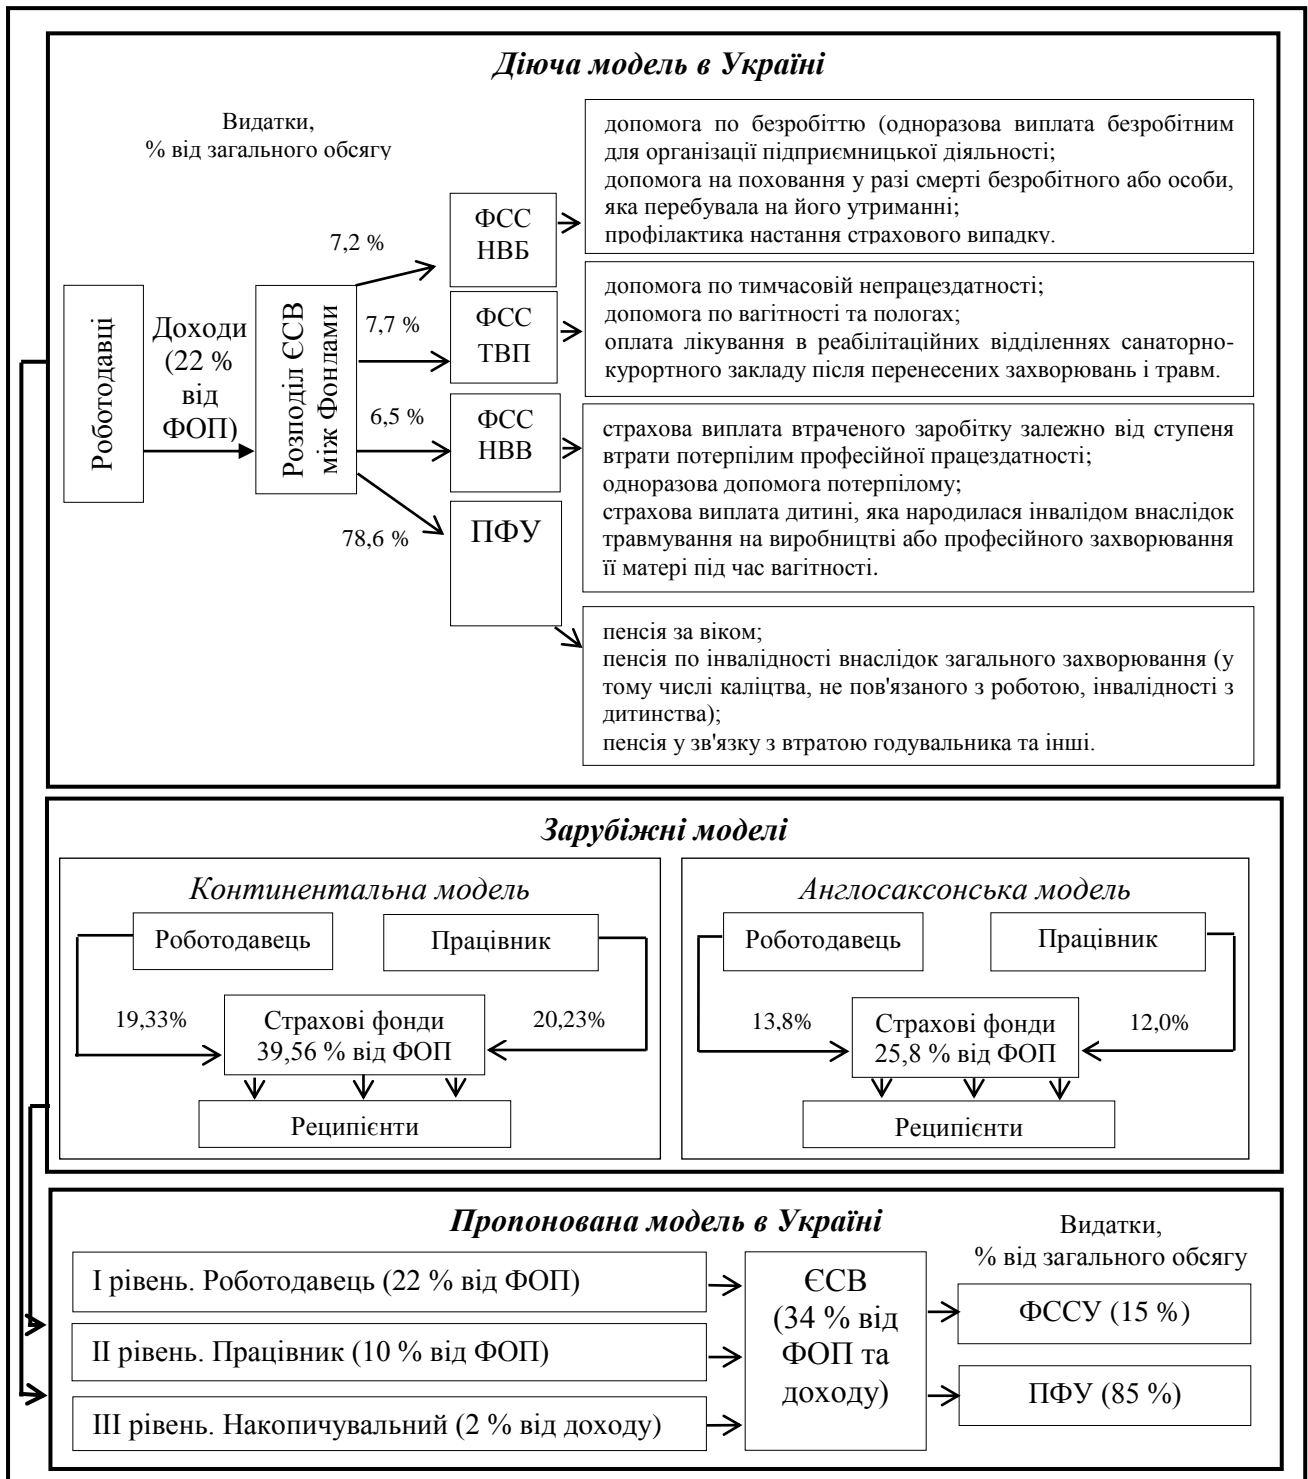 Діюча модель в Україні
Видатки,
% від загального обсягу
допомога по безробіттю (одноразова виплата безробітним
для організації підприємницької діяльності;
допомога на поховання у разі смерті безробітного або особи,
яка перебувала на його утриманні;
профілактика настання страхового випадку.
ФСС
НВБ
7,2 %
допомога по тимчасовій непрацездатності;
допомога по вагітності та пологах;
оплата лікування в реабілітаційних відділеннях санаторно-
курортного закладу після перенесених захворювань і травм.
ФСС
ТВП
7,7 %
Роботодавці
Доходи
(22 %
від
ФОП)
Розподіл ЄСВ
між Фондами
6,5 %
ФСС
НВВ
страхова виплата втраченого заробітку залежно від ступеня
втрати потерпілим професійної працездатності;
одноразова допомога потерпілому;
страхова виплата дитині, яка народилася інвалідом внаслідок
травмування на виробництві або професійного захворювання
її матері під час вагітності.
78,6 %
ПФУ
пенсія за віком;
пенсія по інвалідності внаслідок загального захворювання (у
тому числі каліцтва, не пов'язаного з роботою, інвалідності з
дитинства);
пенсія у зв'язку з втратою годувальника та інші.
Зарубіжні моделі
Континентальна модель
Роботодавець
Працівник
19,33%
Страхові фонди
39,56 % від ФОП
20,23%
Реципієнти
Англосаксонська модель
Роботодавець
Працівник
13,8%
Страхові фонди
25,8 % від ФОП
12,0%
Реципієнти
Пропонована модель в Україні
Видатки,
% від загального обсягу
І рівень. Роботодавець (22 % від ФОП)
ІІ рівень. Працівник (10 % від ФОП)
ІІІ рівень. Накопичувальний (2 % від доходу)
ЄСВ
(34 % від
ФОП та
доходу)
ФССУ (15 %)
ПФУ (85 %)